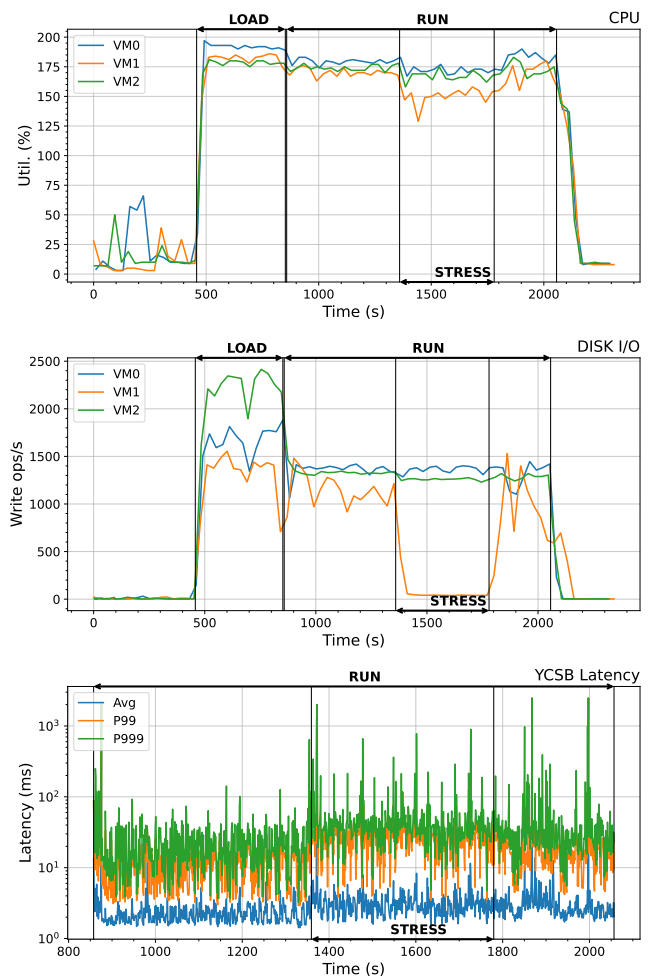 LOAD RUN CPU
200
175
150
125
100
75
50
25
0
Util. (%)
VM0
VM1
VM2
STRESS
0 500 1000 1500 2000
Time (s)
LOAD RUN DISK I/O
2500
2000
1500
1000
500
0
Write ops/s
VM0
VM1
VM2
STRESS
0 500 1000 1500 2000
Time (s)
RUN YCSB Latency
10³
10²
10¹
10⁰
Latency (ms)
Avg
P99
P999
STRESS
800 1000 1200 1400 1600 1800 2000
Time (s)